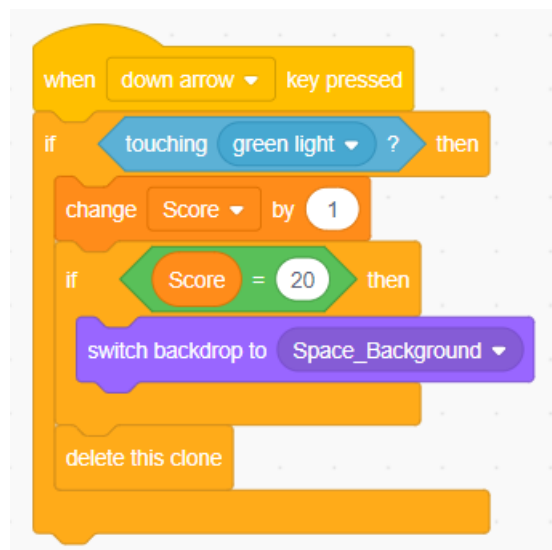 when down arrow key pressed
if touching green light ? then
change Score by 1
if Score = 20 then
switch backdrop to Space_Background
delete this clone